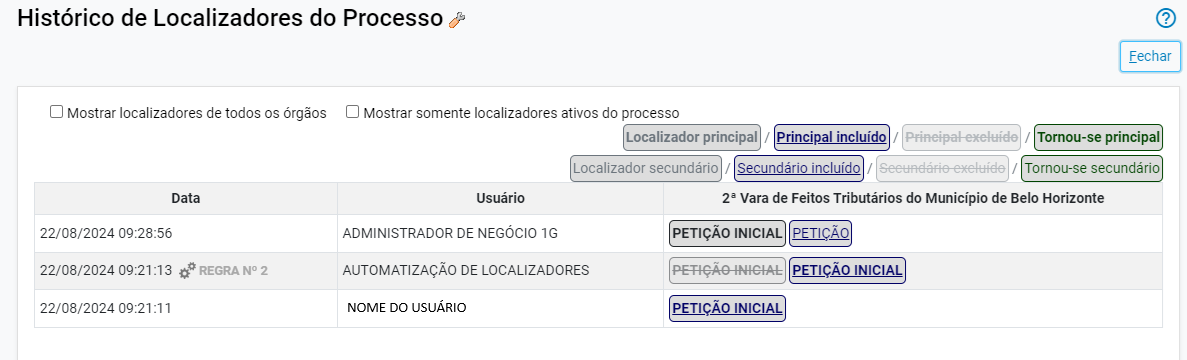 Histórico de Localizadores do Processo
?
Fechar
Mostrar localizadores de todos os órgãos Mostrar somente localizadores ativos do processo
Localizador principal / Principal incluído / Principal excluído / Tornou-se principal
Localizador secundário / Secundário incluído / Secundário excluído / Tornou-se secundário
Data Usuário 2ª Vara de Feitos Tributários do Município de Belo Horizonte
22/08/2024 09:28:56 ADMINISTRADOR DE NEGÓCIO 1G PETIÇÃO INICIAL PETIÇÃO
22/08/2024 09:21:13 REGRA Nº 2 AUTOMATIZAÇÃO DE LOCALIZADORES PETIÇÃO INICIAL PETIÇÃO INICIAL
22/08/2024 09:21:11 NOME DO USUÁRIO PETIÇÃO INICIAL